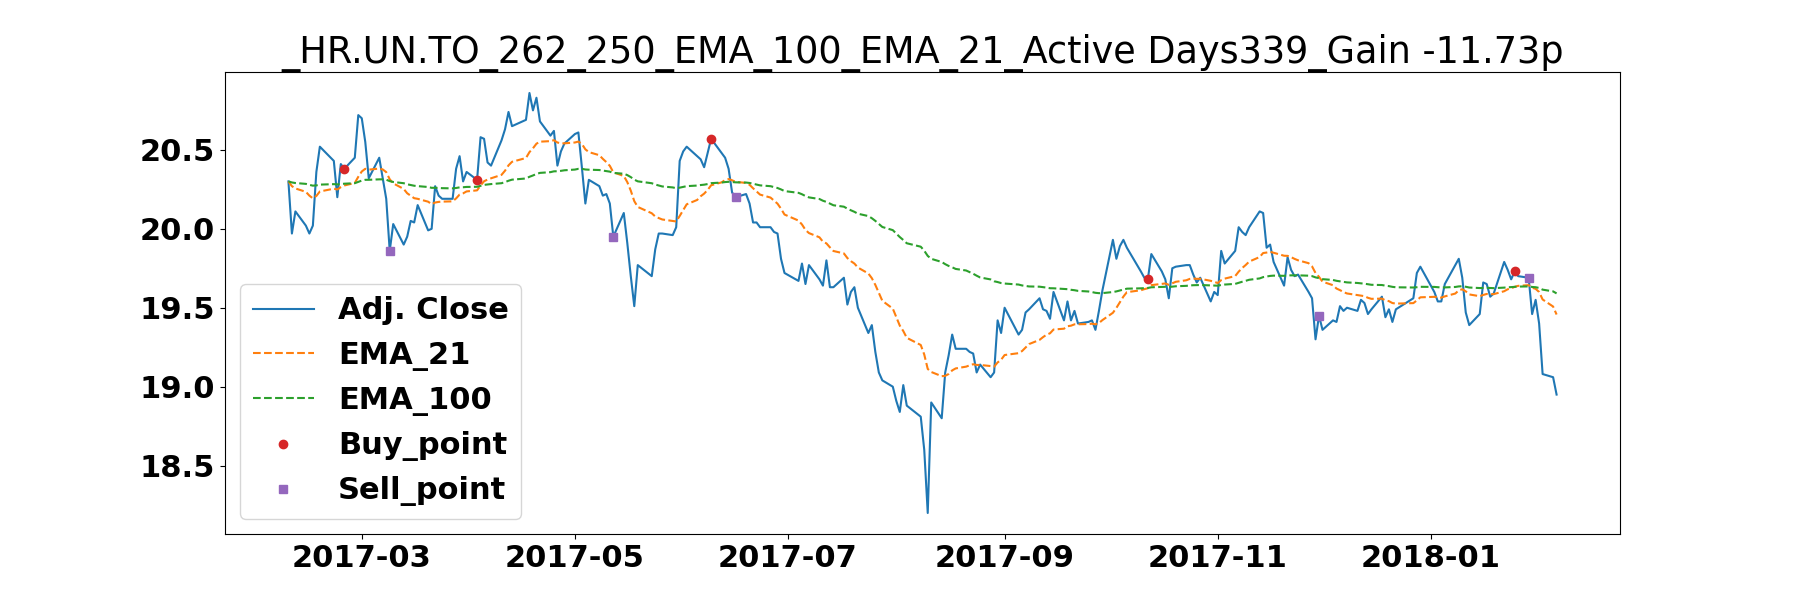 _HR.UN.TO_262_250_EMA_100_EMA_21_Active Days339_Gain -11.73p
20.5
20.0
19.5
19.0
18.5
Adj. Close
EMA_21
EMA_100
Buy_point
Sell_point
2017-03 2017-05 2017-07 2017-09 2017-11 2018-01